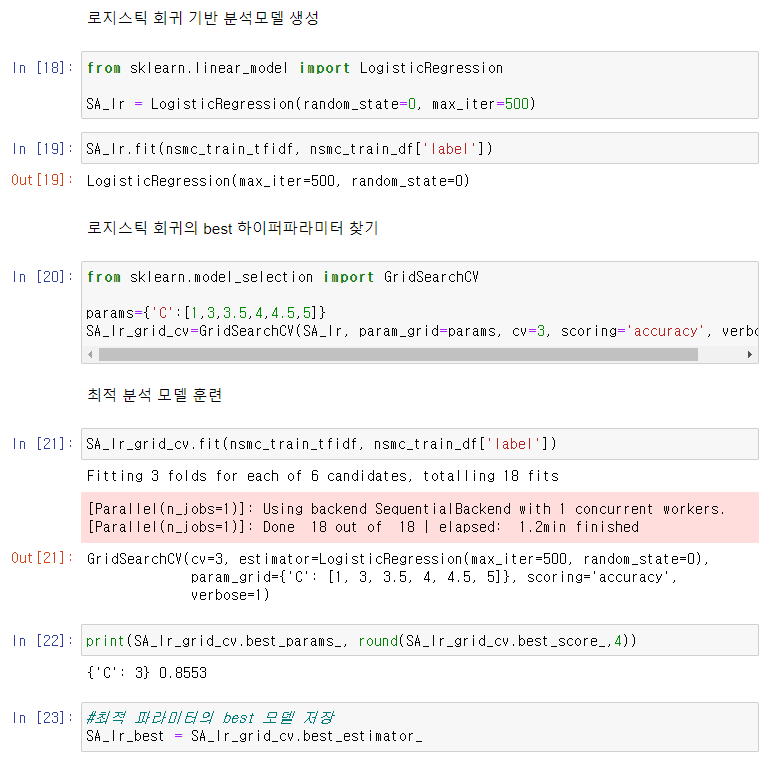 로지스틱 회귀 기반 분석모델 생성
In [18]: from sklearn.linear_model import LogisticRegression
SA_lr = LogisticRegression(random_state=0, max_iter=500)
In [19]: SA_lr.fit(nsmc_train_tfidf, nsmc_train_df['label'])
Out[19]: LogisticRegression(max_iter=500, random_state=0)
로지스틱 회귀의 best 하이퍼파라미터 찾기
In [20]: from sklearn.model_selection import GridSearchCV
params={'C':[1,3,3.5,4,4.5,5]}
SA_lr_grid_cv=GridSearchCV(SA_lr, param_grid=params, cv=3, scoring='accuracy', verbo
최적 분석 모델 훈련
In [21]: SA_lr_grid_cv.fit(nsmc_train_tfidf, nsmc_train_df['label'])
Fitting 3 folds for each of 6 candidates, totalling 18 fits
[Parallel(n_jobs=1)]: Using backend SequentialBackend with 1 concurrent workers.
[Parallel(n_jobs=1)]: Done  18 out of  18 | elapsed:  1.2min finished
Out[21]: GridSearchCV(cv=3, estimator=LogisticRegression(max_iter=500, random_state=0),
param_grid={'C': [1, 3, 3.5, 4, 4.5, 5]}, scoring='accuracy',
verbose=1)
In [22]: print(SA_lr_grid_cv.best_params_, round(SA_lr_grid_cv.best_score_,4))
{'C': 3} 0.8553
In [23]: #최적 파라미터의 best 모델 저장
SA_lr_best = SA_lr_grid_cv.best_estimator_